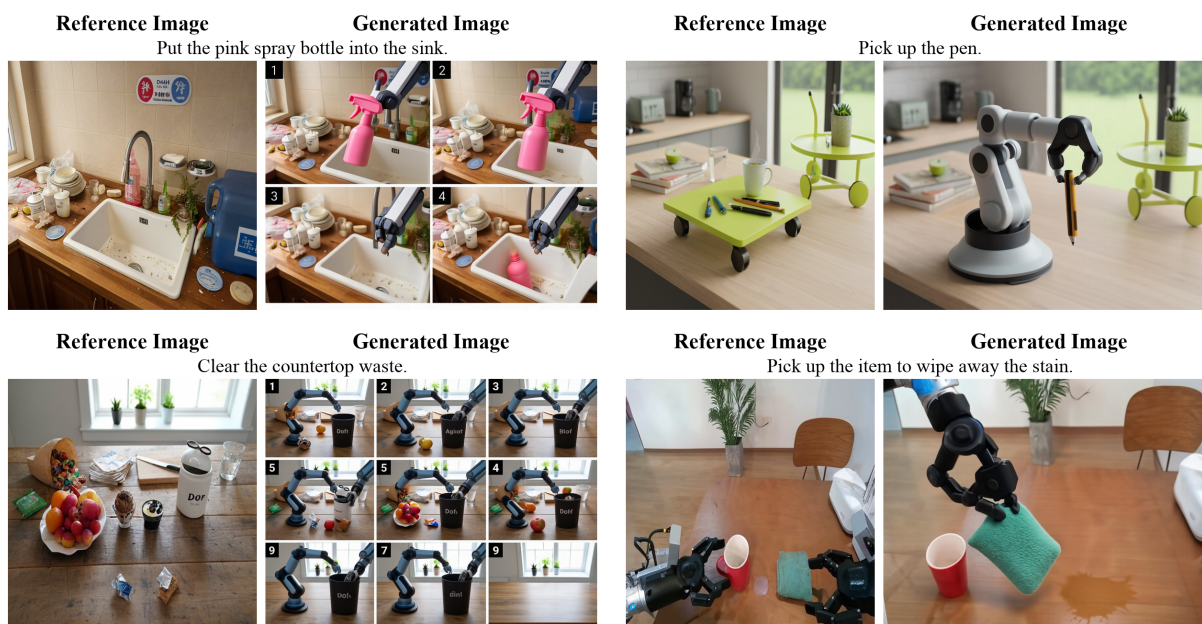 Reference Image Generated Image
Put the pink spray bottle into the sink.
1 2
3 4
Reference Image Generated Image
Pick up the pen.
Reference Image Generated Image
Clear the countertop waste.
Dor
1 2 3
5 5 4
9 7 9
Reference Image Generated Image
Pick up the item to wipe away the stain.